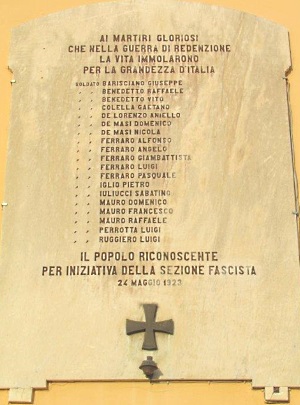 AI MARTIRI GLORIOSI
CHE NELLA GUERRA DI REDENZIONE
LA VITA IMMOLARONO
PER LA GRANDEZZA D'ITALIA
SOLDATO BARISCIANO GIUSEPPE
" " BENEDETTO RAFFAELE
" " BENEDETTO VITO
" " COLELLA GAETANO
" " DE LORENZO ANIELLO
" " DE MASI DOMENICO
" " DE MASI NICOLA
" " FERRARO ALFONSO
" " FERRARO ANGELO
" " FERRARO GIAMBATTISTA
" " FERRARO LUIGI
" " FERRARO PASQUALE
" " IGLIO PIETRO
" " IULIUCCI SABATINO
" " MAURO DOMENICO
" " MAURO FRANCESCO
" " MAURO RAFFAELE
" " PERROTTA LUIGI
" " RUGGIERO LUIGI
IL POPOLO RICONOSCENTE
PER INIZIATIVA DELLA SEZIONE FASCISTA
24 MAGGIO 1923